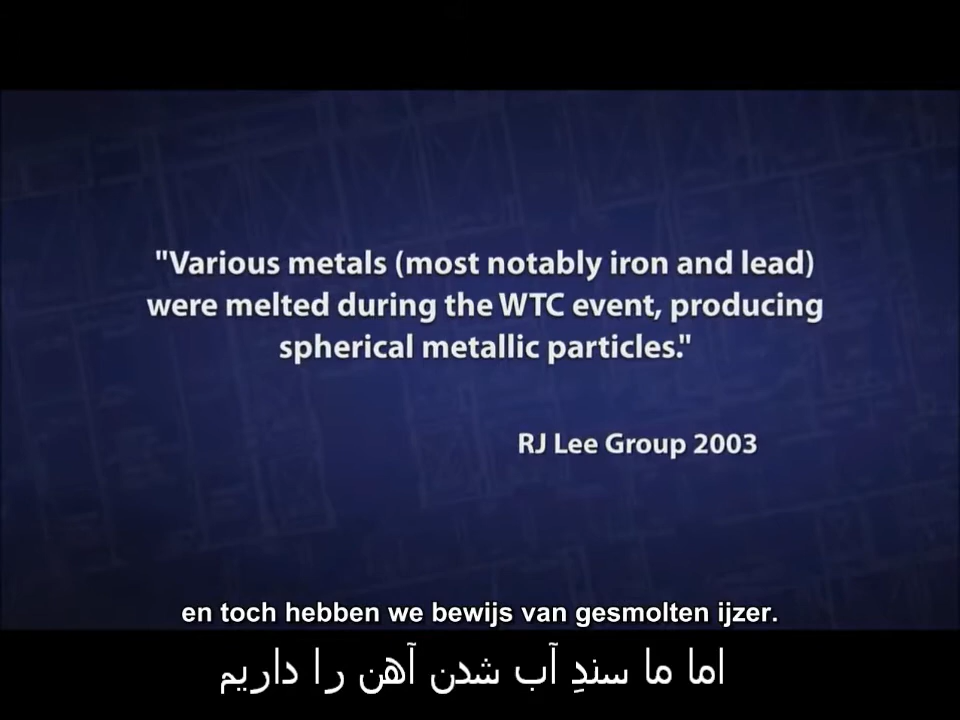 "Various metals (most notably iron and lead)
were melted during the WTC event, producing
spherical metallic particles."
RJ Lee Group 2003
en toch hebben we bewijs van gesmolten ijzer.
اما ما سندِ آب شدن آهن را داریم